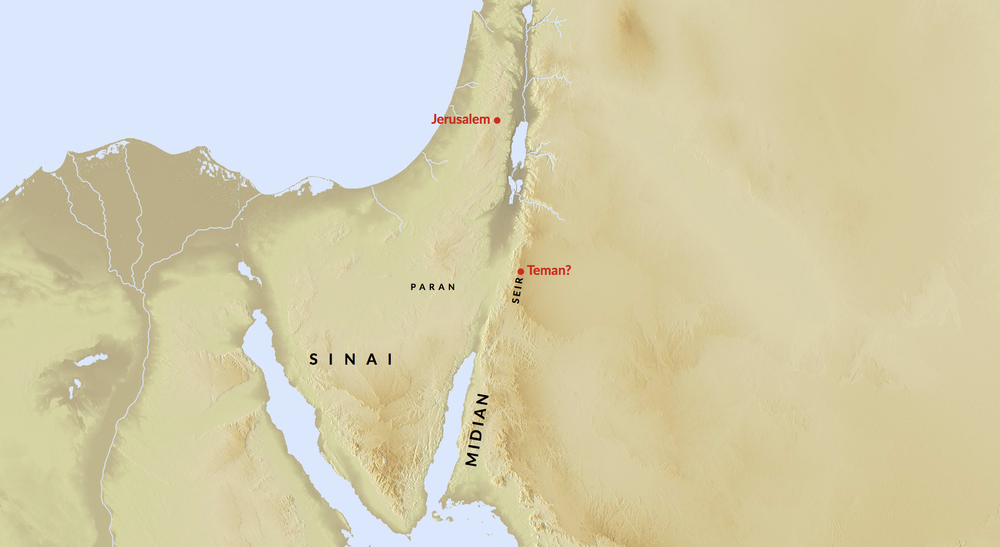 Jerusalem
Teman?
SEIR
PARAN
SINAI
MIDIAN